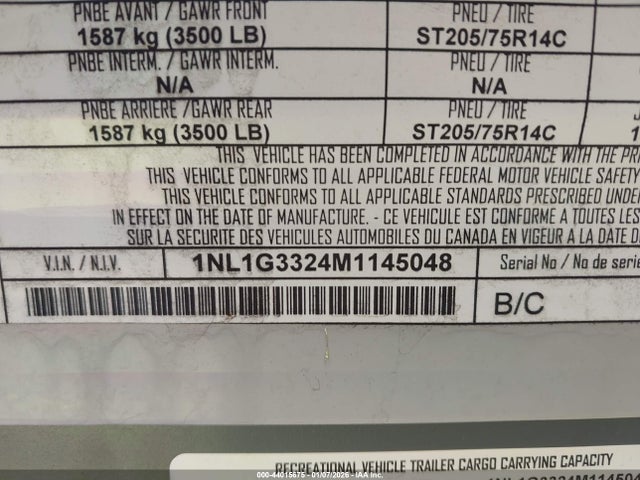 PNBE AVANT / GAWR FRONT PNEU / TIRE
1587 kg (3500 LB) ST205/75R14C
PNBE INTERM. / GAWR INTERM. PNEU / TIRE
N/A N/A
PNBE ARRIERE /GAWR REAR PNEU / TIRE
1587 kg (3500 LB) ST205/75R14C
THIS VEHICLE HAS BEEN COMPLETED IN ACCORDANCE WITH THE PRI
THIS VEHICLE CONFORMS TO ALL APPLICABLE FEDERAL MOTOR VEHICLE SAFETY
THIS VEHICLE CONFORMS TO ALL APPLICABLE STANDARDS PRESCRIBED UNDER
IN EFFECT ON THE DATE OF MANUFACTURE. - CE VEHICULE EST CONFORME A TOUTES LES
SUR LA SECURITE DES VEHICULES AUTOMOBILES DU CANADA EN VIGEUR A LA DATE D
V.I.N. / N.I.V. 1NL1G3324M1145048 Serial No / No de serie
B/C
RECREATIONAL VEHICLE TRAILER CARGO CARRYING CAPACITY
1NL1G3324M114504
000-44015675 - 01/07/2026 - IAA Inc.